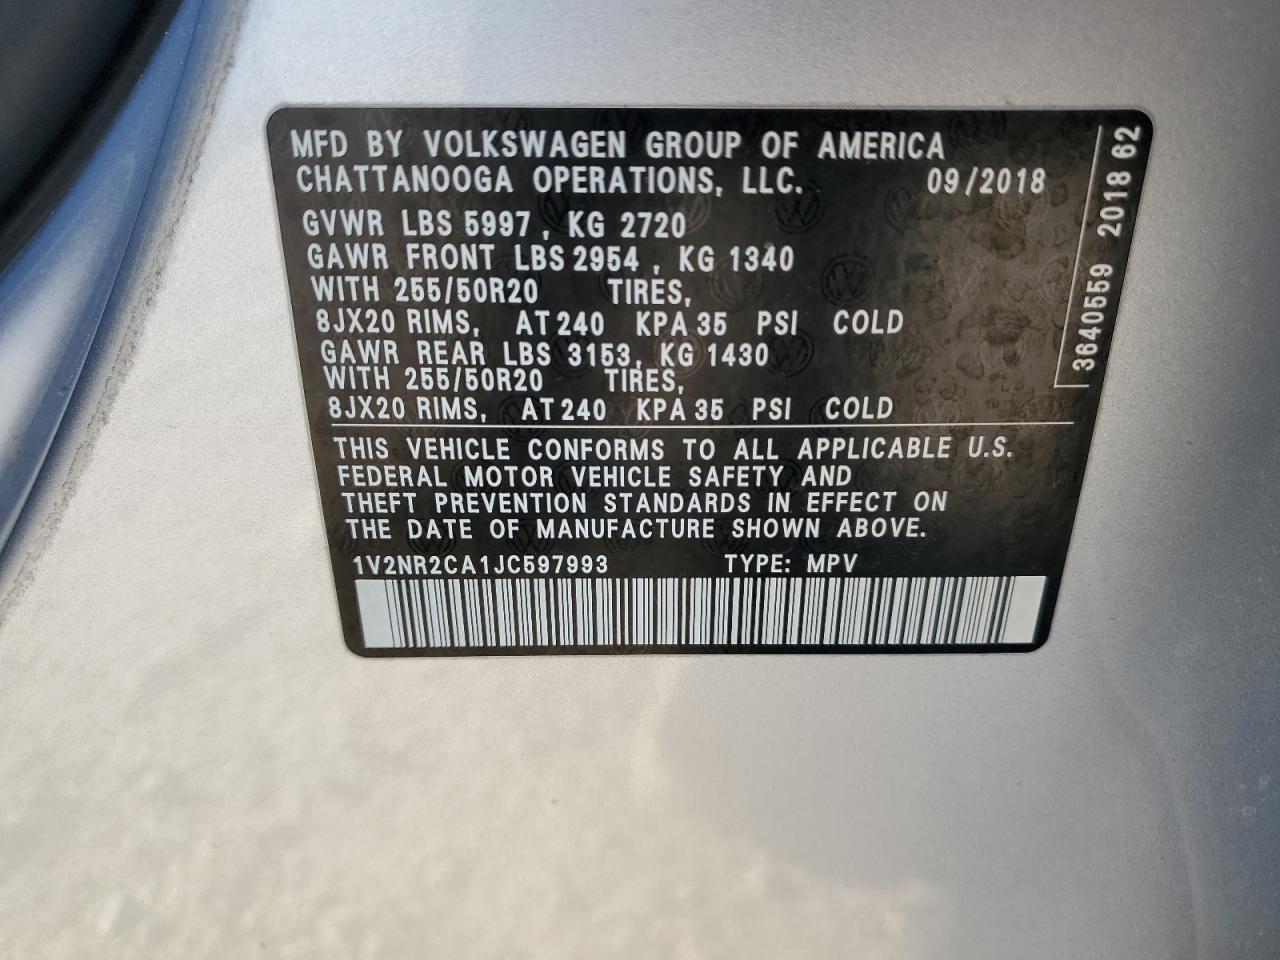 MFD BY VOLKSWAGEN GROUP OF AMERICA
CHATTANOOGA OPERATIONS, LLC. 09/2018
GVWR LBS 5997, KG 2720
GAWR FRONT LBS 2954, KG 1340
WITH 255/50R20 TIRES,
8JX20 RIMS, AT 240 KPA 35 PSI COLD
GAWR REAR LBS 3153, KG 1430
WITH 255/50R20 TIRES,
8JX20 RIMS, AT 240 KPA 35 PSI COLD
THIS VEHICLE CONFORMS TO ALL APPLICABLE U.S.
FEDERAL MOTOR VEHICLE SAFETY AND
THEFT PREVENTION STANDARDS IN EFFECT ON
THE DATE OF MANUFACTURE SHOWN ABOVE.
1V2NR2CA1JC597993 TYPE: MPV
3640559 2018 62